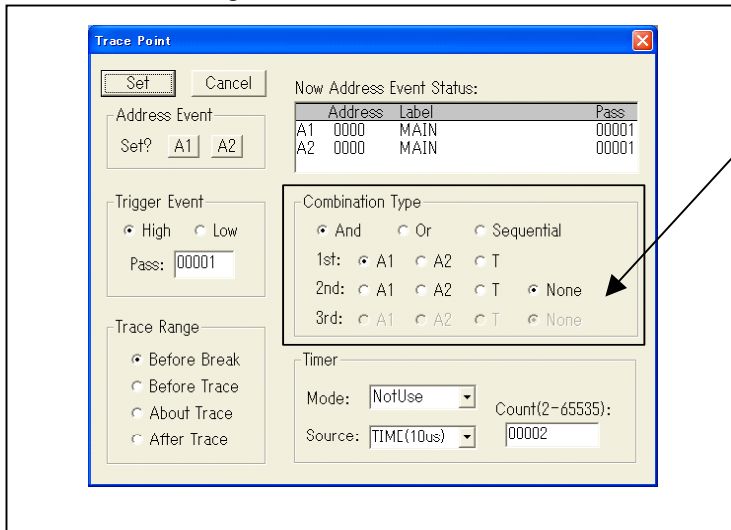 Trace Point
Set Cancel
Address Event
Set? A1 A2
Now Address Event Status:
Address Label Pass
A1 0000 MAIN 00001
A2 0000 MAIN 00001
Trigger Event
High Low
Pass: 00001
Combination Type
And Or Sequential
1st: A1 A2 T
2nd: A1 A2 T None
3rd: A1 A2 T None
Trace Range
Before Break
Before Trace
About Trace
After Trace
Timer
Mode: NotUse
Count(2-65535):
Source: TIME(10us) 00002